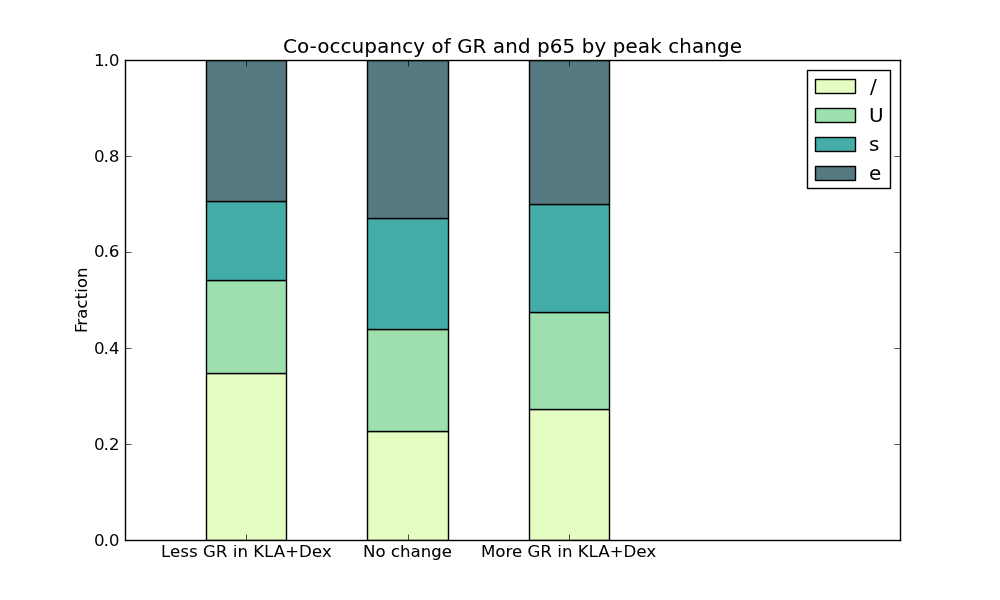 Co-occupancy of GR and p65 by peak change
1.0
0.8
0.6
0.4
0.2
0.0
Fraction
/
U
s
e
Less GR in KLA+Dex
No change
More GR in KLA+Dex